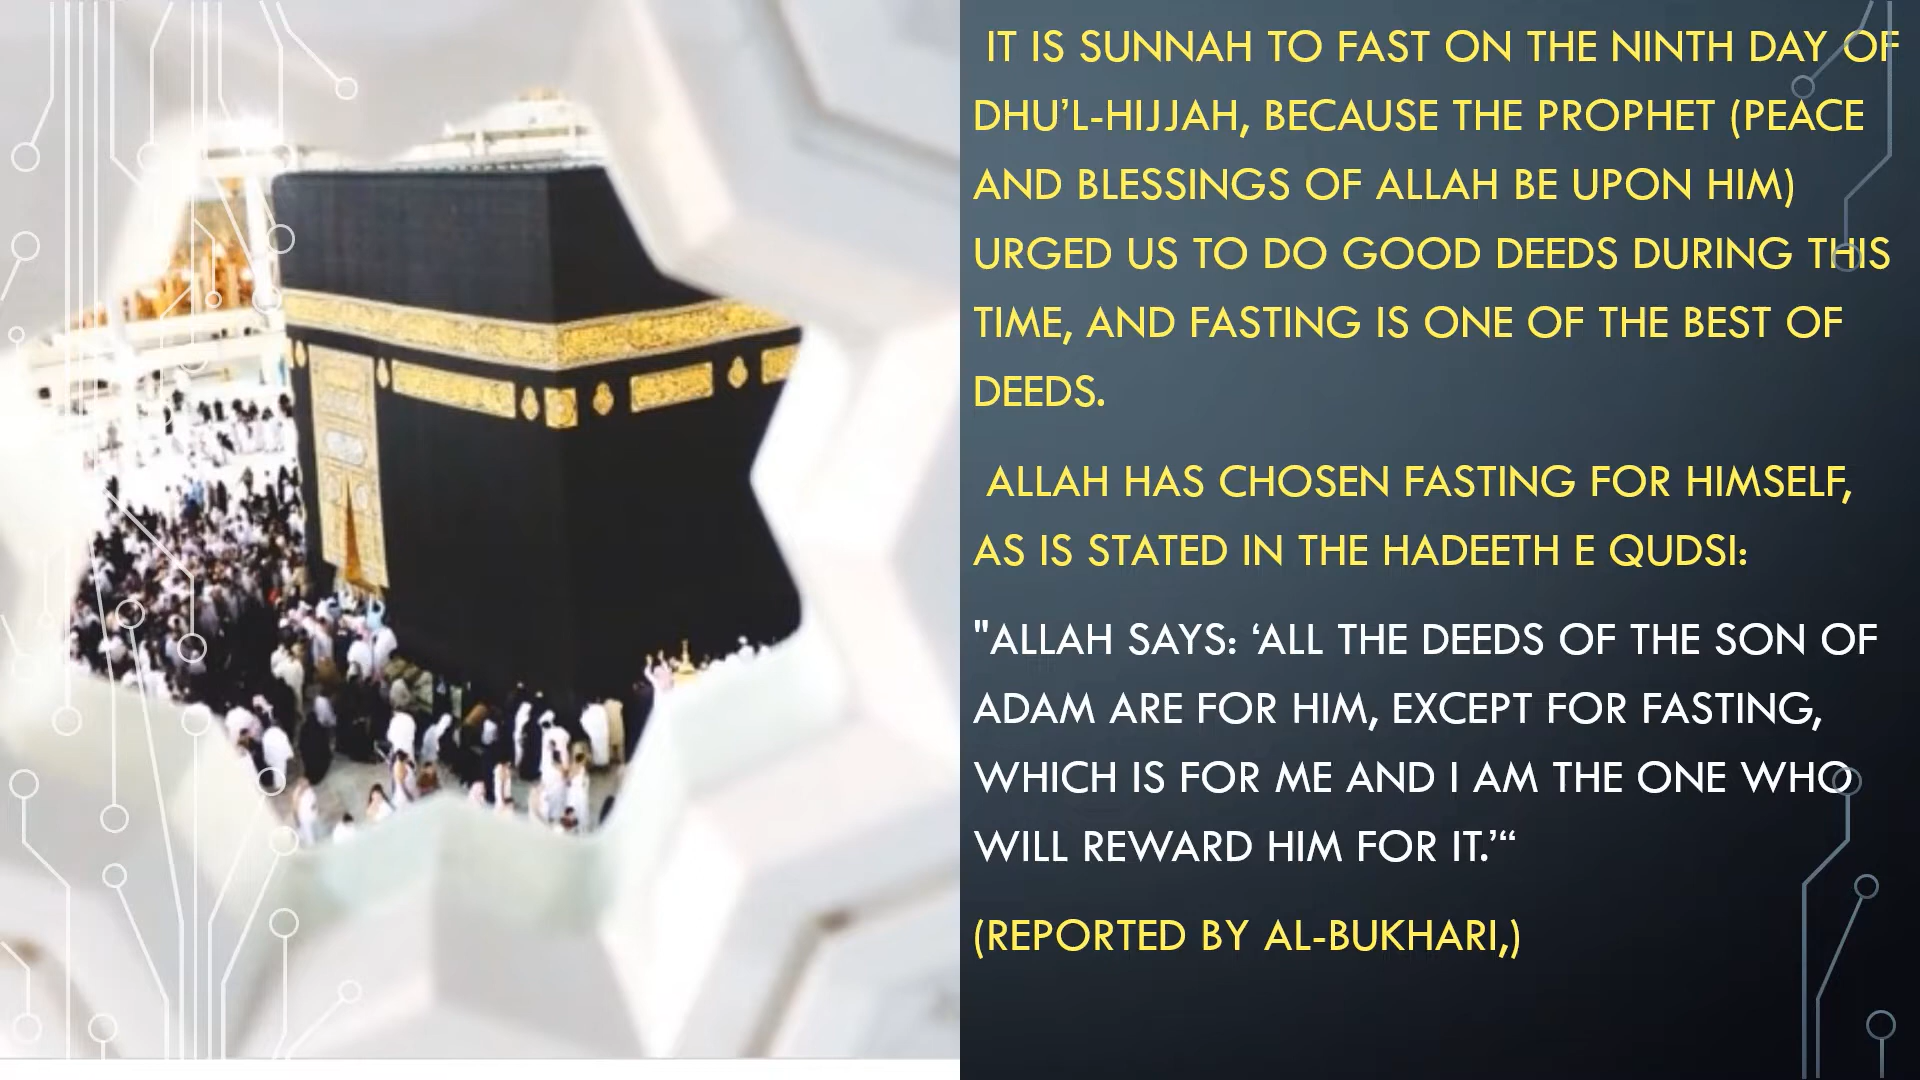 IT IS SUNNAH TO FAST ON THE NINTH DAY OF
DHU’L-HIJJAH, BECAUSE THE PROPHET (PEACE
AND BLESSINGS OF ALLAH BE UPON HIM)
URGED US TO DO GOOD DEEDS DURING THIS
TIME, AND FASTING IS ONE OF THE BEST OF
DEEDS.
ALLAH HAS CHOSEN FASTING FOR HIMSELF,
AS IS STATED IN THE HADEETH E QUDSI:
"ALLAH SAYS: ‘ALL THE DEEDS OF THE SON OF
ADAM ARE FOR HIM, EXCEPT FOR FASTING,
WHICH IS FOR ME AND I AM THE ONE WHO
WILL REWARD HIM FOR IT.’“
(REPORTED BY AL-BUKHARI,)